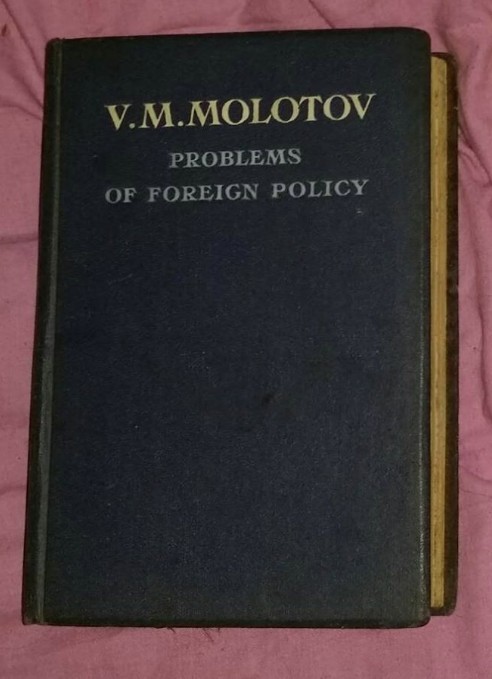 V. M. MOLOTOV
PROBLEMS
OF FOREIGN POLICY